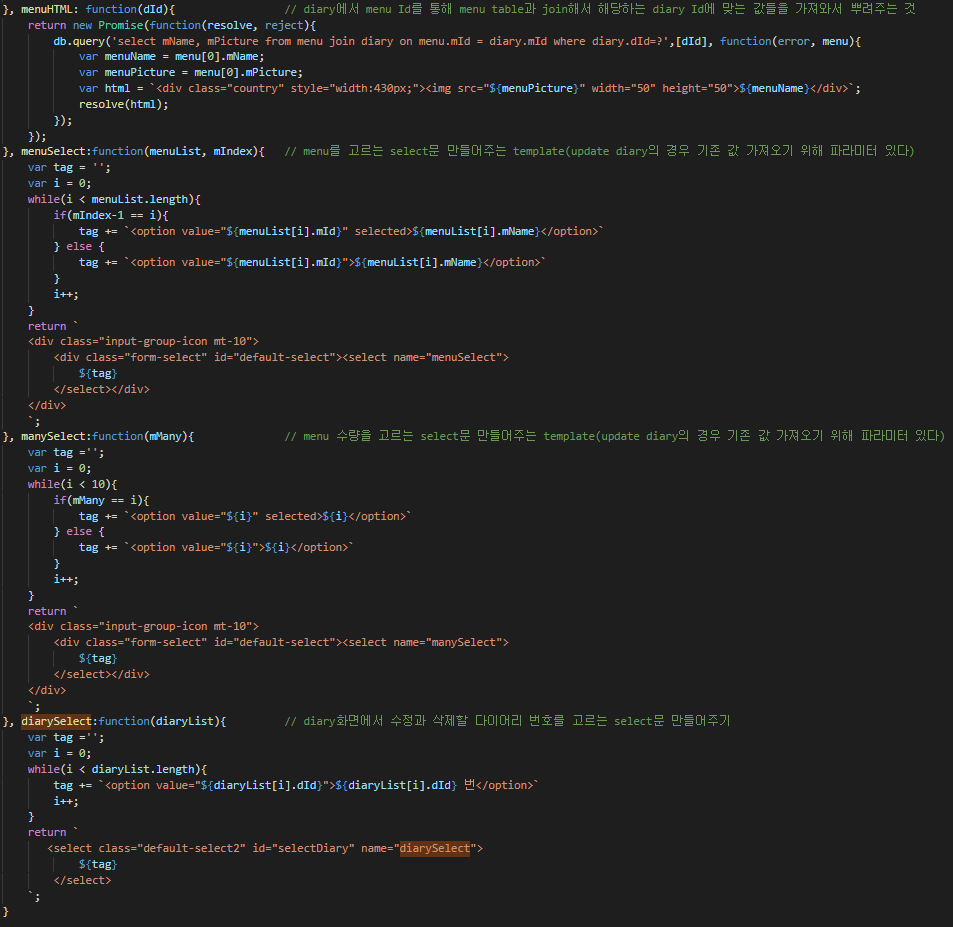 }, menuHTML: function(dId){ // diary에서 menu Id를 통해 menu table과 join해서 해당하는 diary Id에 맞는 값들을 가져와서 뿌려주는 것
return new Promise(function(resolve, reject){
db.query('select mName, mPicture from menu join diary on menu.mId = diary.mId where diary.dId=?',[dId], function(error, menu){
var menuName = menu[0].mName;
var menuPicture = menu[0].mPicture;
var html = `<div class="country" style="width:430px;"><img src="${menuPicture}" width="50" height="50">${menuName}</div>`;
resolve(html);
});
});
}, menuSelect:function(menuList, mIndex){ // menu를 고르는 select문 만들어주는 template(update diary의 경우 기존 값 가져오기 위해 파라미터 있다)
var tag = '';
var i = 0;
while(i < menuList.length){
if(mIndex-1 == i){
tag += `<option value="${menuList[i].mId}" selected>${menuList[i].mName}</option>`
} else {
tag += `<option value="${menuList[i].mId}">${menuList[i].mName}</option>`
}
i++;
}
return `
<div class="input-group-icon mt-10">
<div class="form-select" id="default-select"><select name="menuSelect">
${tag}
</select></div>
</div>
`;
}, manySelect:function(mMany){ // menu 수량을 고르는 select문 만들어주는 template(update diary의 경우 기존 값 가져오기 위해 파라미터 있다)
var tag ='';
var i = 0;
while(i < 10){
if(mMany == i){
tag += `<option value="${i}" selected>${i}</option>`
} else {
tag += `<option value="${i}">${i}</option>`
}
i++;
}
return `
<div class="input-group-icon mt-10">
<div class="form-select" id="default-select"><select name="manySelect">
${tag}
</select></div>
</div>
`;
}, diarySelect:function(diaryList){ // diary화면에서 수정과 삭제할 다이어리 번호를 고르는 select문 만들어주기
var tag ='';
var i = 0;
while(i < diaryList.length){
tag += `<option value="${diaryList[i].dId}">${diaryList[i].dId} 번</option>`
i++;
}
return `
<select class="default-select2" id="selectDiary" name="diarySelect">
${tag}
</select>
`;
}